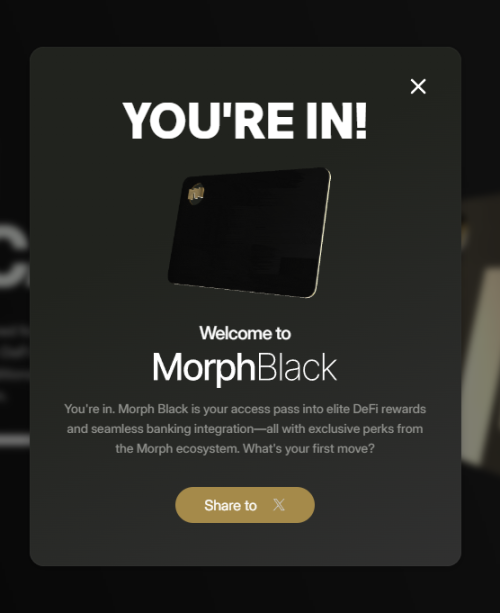 YOU'RE IN!
Welcome to
MorphBlack
You're in. Morph Black is your access pass into elite DeFi rewards
and seamless banking integration—all with exclusive perks from
the Morph ecosystem. What's your first move?
Share to 𝕏